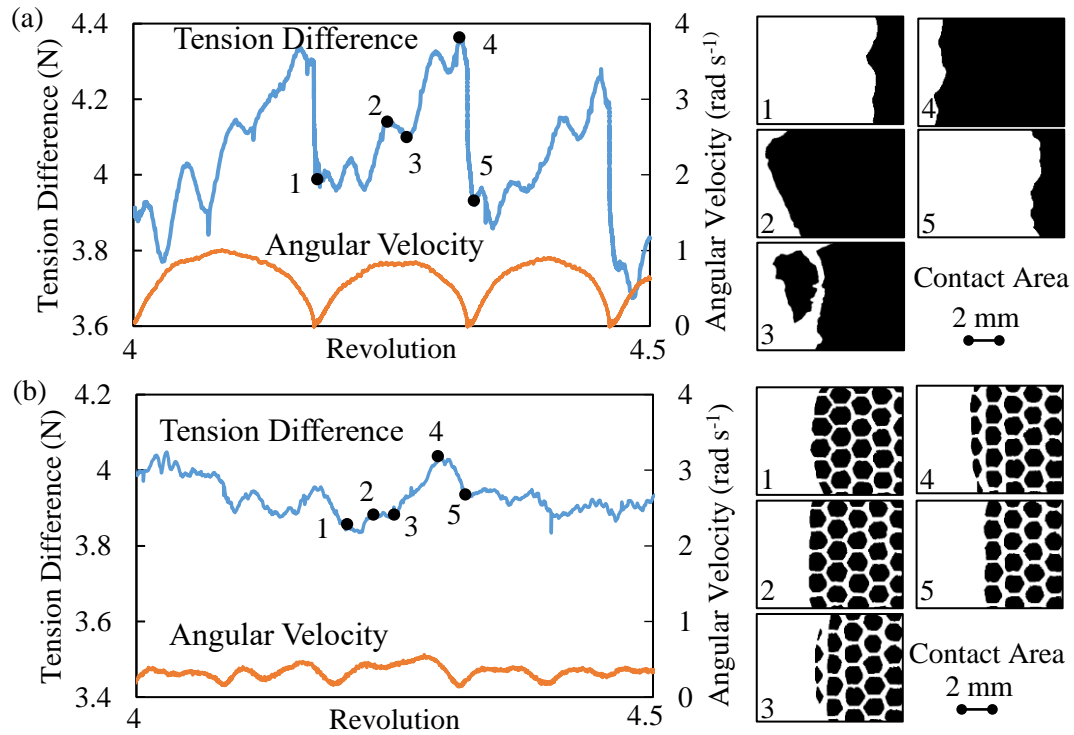 (a)
Tension Difference (N)
4.4
4.2
4
3.8
3.6
Tension Difference
4
2
3
1
5
Angular Velocity
4
3
2
1
0
Angular Velocity (rad s-1)
4
Revolution
4.5
1
4
2
5
3
Contact Area
2 mm
(b)
Tension Difference (N)
4.2
4
3.8
3.6
3.4
Tension Difference
4
2
1
3
5
Angular Velocity
4
3
2
1
0
Angular Velocity (rad s-1)
4
Revolution
4.5
1
4
2
5
3
Contact Area
2 mm